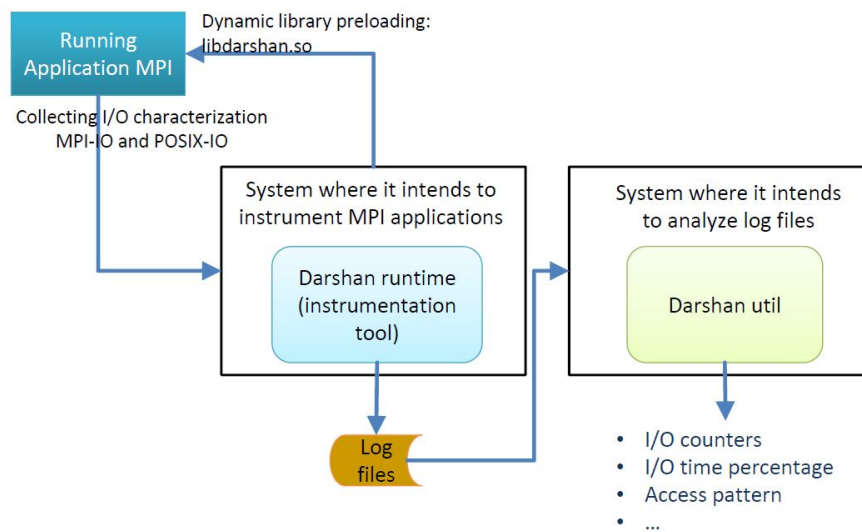 Dynamic library preloading:
libdarshan.so
Running
Application MPI
Collecting I/O characterization
MPI-IO and POSIX-IO
System where it intends to
instrument MPI applications
Darshan runtime
(instrumentation
tool)
Log
files
System where it intends
to analyze log files
Darshan util
• I/O counters
• I/O time percentage
• Access pattern
• ...